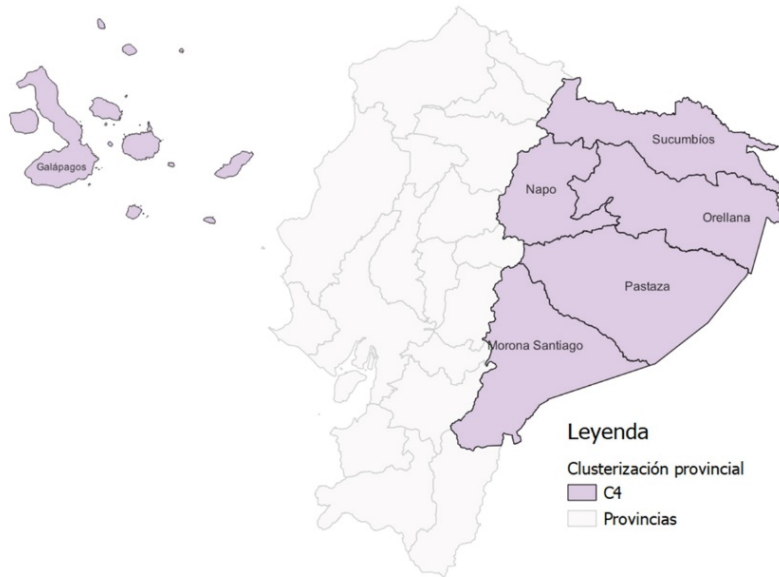 Galápagos
Sucumbíos
Napo
Orellana
Pastaza
Morona Santiago
Leyenda
Clusterización provincial
C4
Provincias